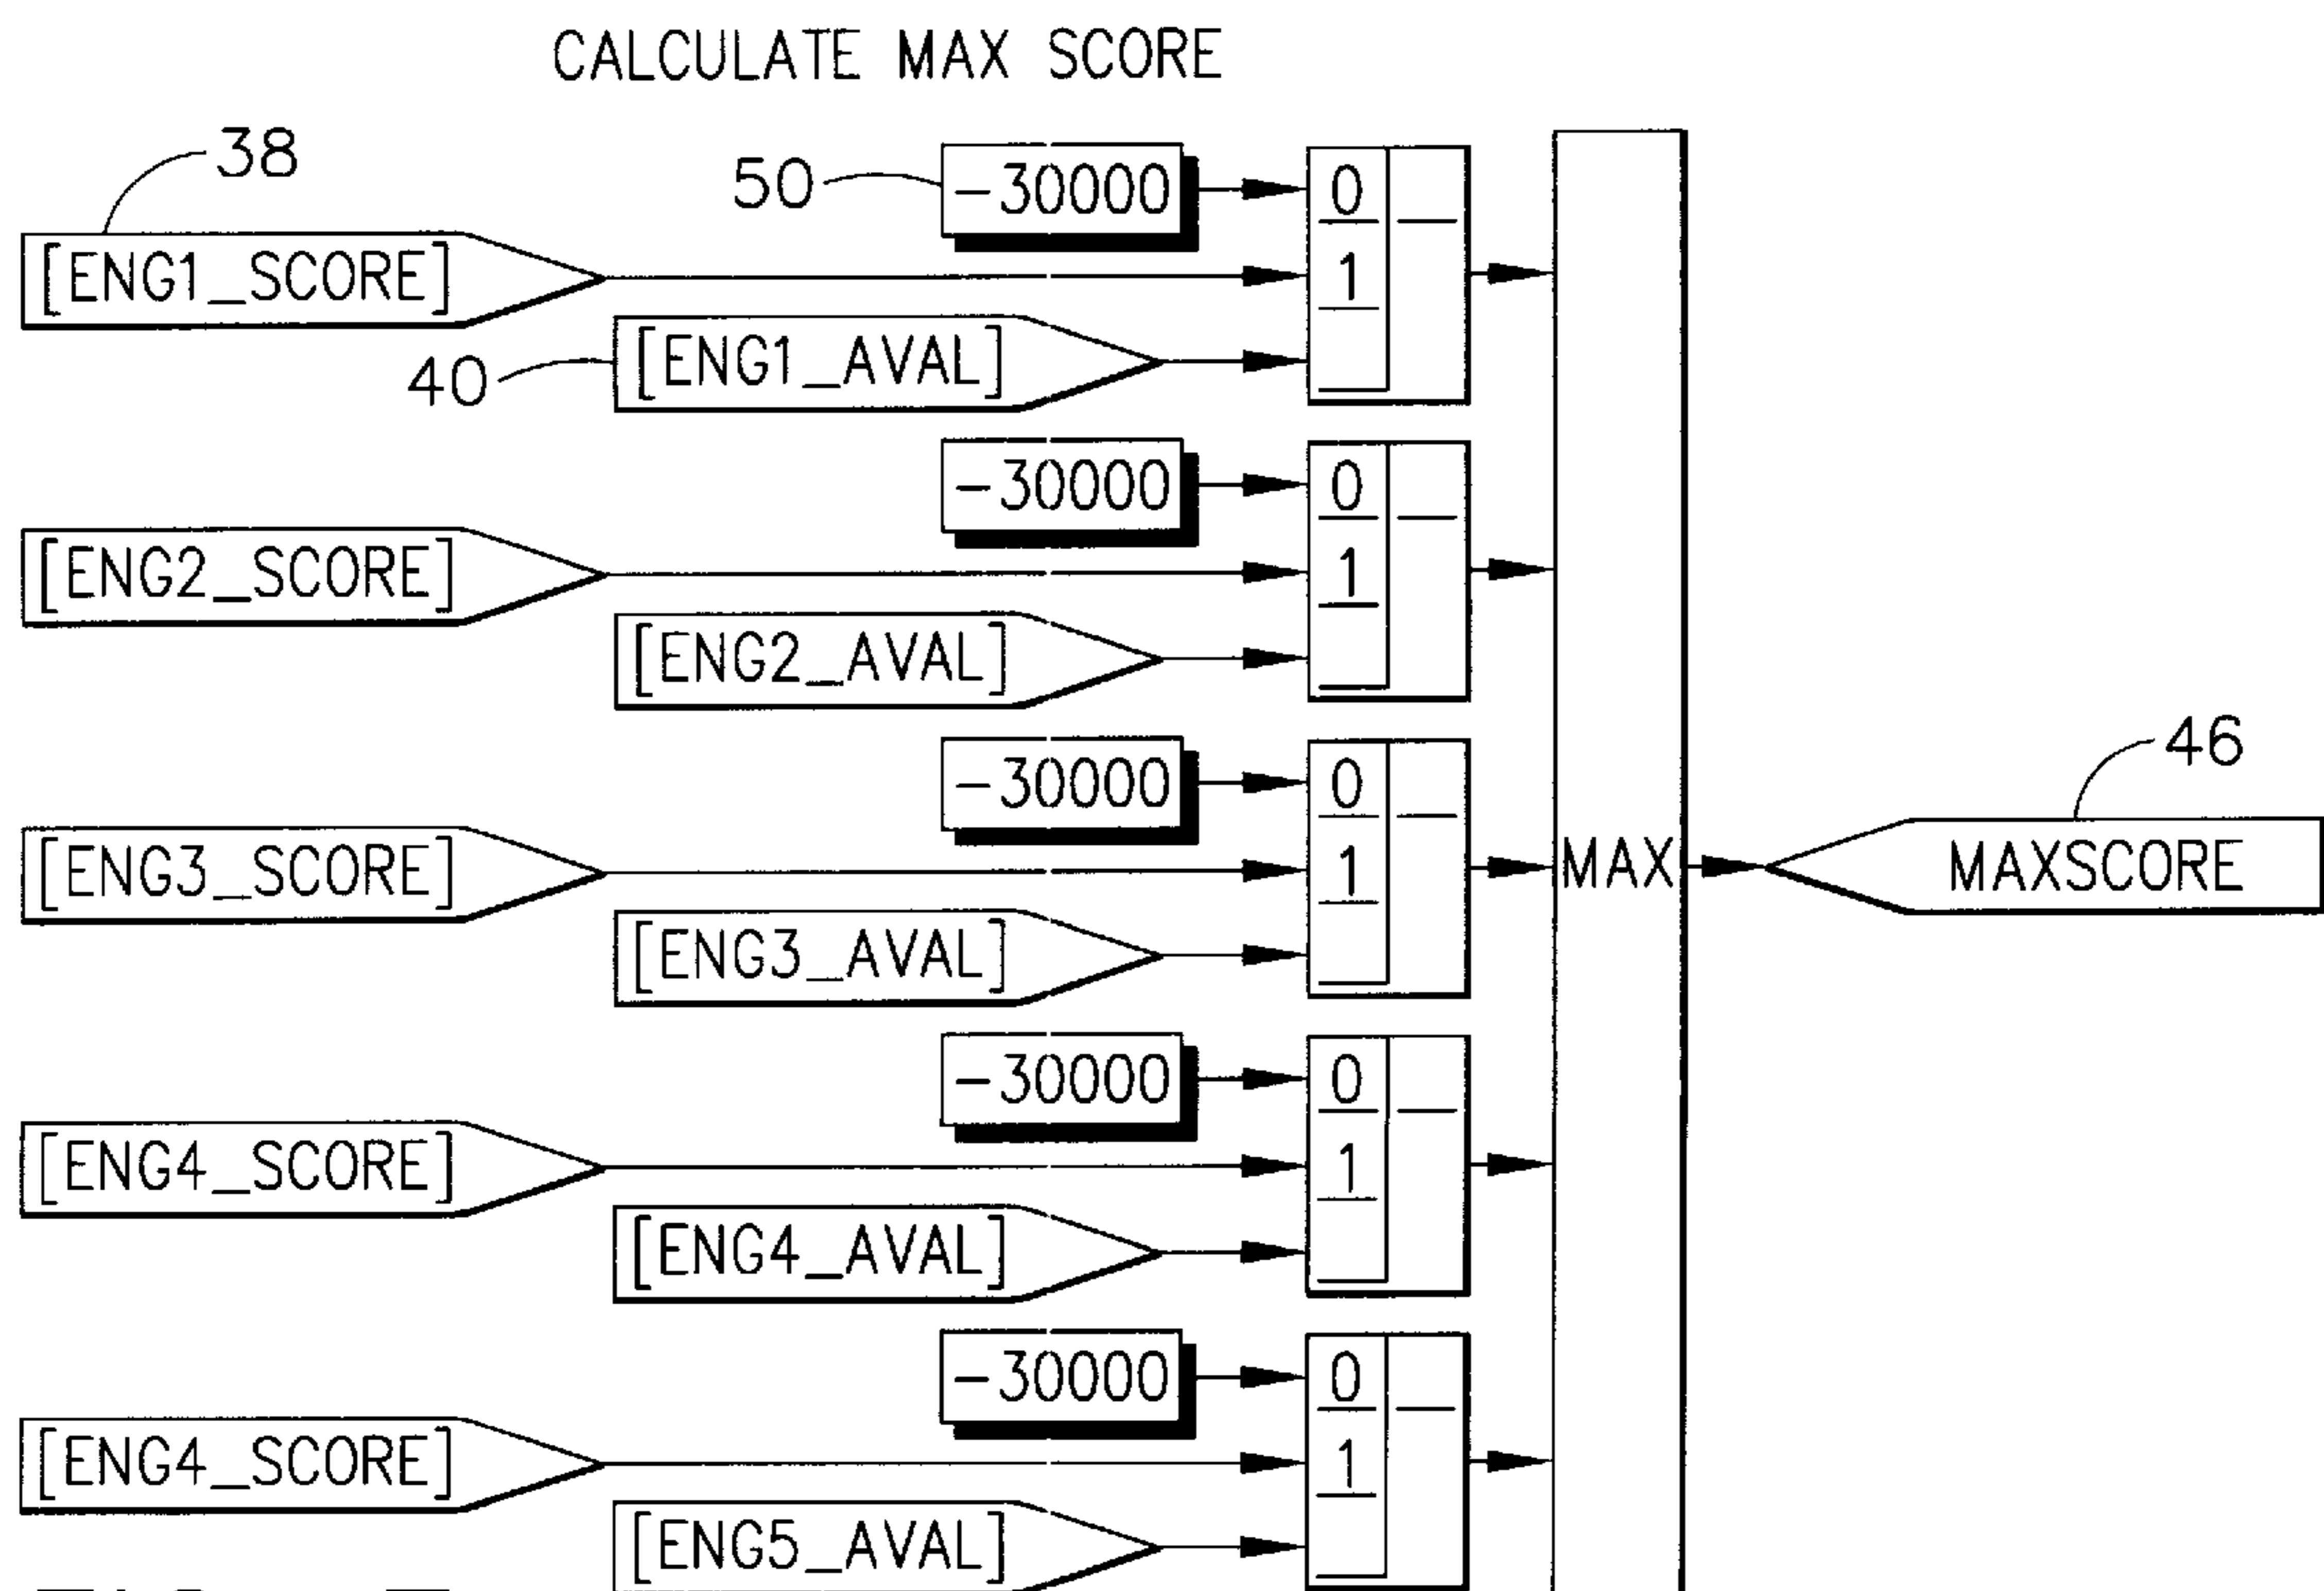 CALCULATE MAX SCORE
38
50
-30000
0
[ENG1_SCORE]
1
40
[ENG1_AVAL]
-30000
0
[ENG2_SCORE]
1
[ENG2_AVAL]
-30000
0
46
[ENG3_SCORE]
1
MAX
MAXSCORE
[ENG3_AVAL]
-30000
0
[ENG4_SCORE]
1
[ENG4_AVAL]
-30000
0
[ENG4_SCORE]
1
[ENG5_AVAL]